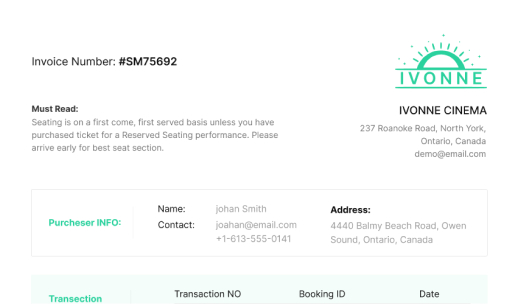 Invoice Number: #SM75692
IVONNE
Must Read:
Seating is on a first come, first served basis unless you have
purchased ticket for a Reserved Seating performance. Please
arrive early for best seat section.
IVONNE CINEMA
237 Roanoke Road, North York,
Ontario, Canada
demo@email.com
Purcheser INFO:
Name: johan Smith
Contact: joahan@email.com
+1-613-555-0141
Address:
4440 Balmy Beach Road, Owen
Sound, Ontario, Canada
Transection
Transaction NO Booking ID Date